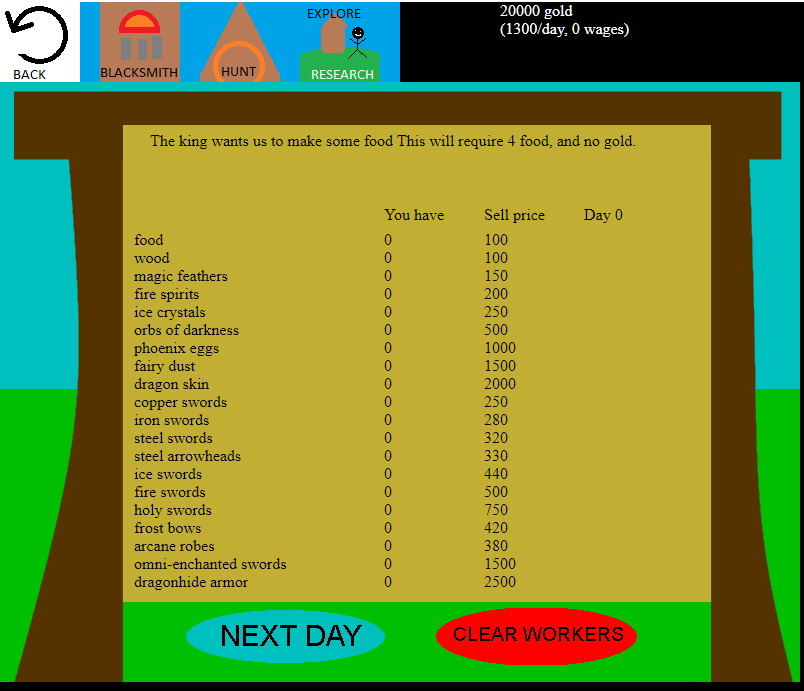 BACK
BLACKSMITH
HUNT
EXPLORE
RESEARCH
20000 gold
(1300/day, 0 wages)
The king wants us to make some food This will require 4 food, and no gold.
You have Sell price Day 0
food 0 100
wood 0 100
magic feathers 0 150
fire spirits 0 200
ice crystals 0 250
orbs of darkness 0 500
phoenix eggs 0 1000
fairy dust 0 1500
dragon skin 0 2000
copper swords 0 250
iron swords 0 280
steel swords 0 320
steel arrowheads 0 330
ice swords 0 440
fire swords 0 500
holy swords 0 750
frost bows 0 420
arcane robes 0 380
omni-enchanted swords 0 1500
dragonhide armor 0 2500
NEXT DAY
CLEAR WORKERS